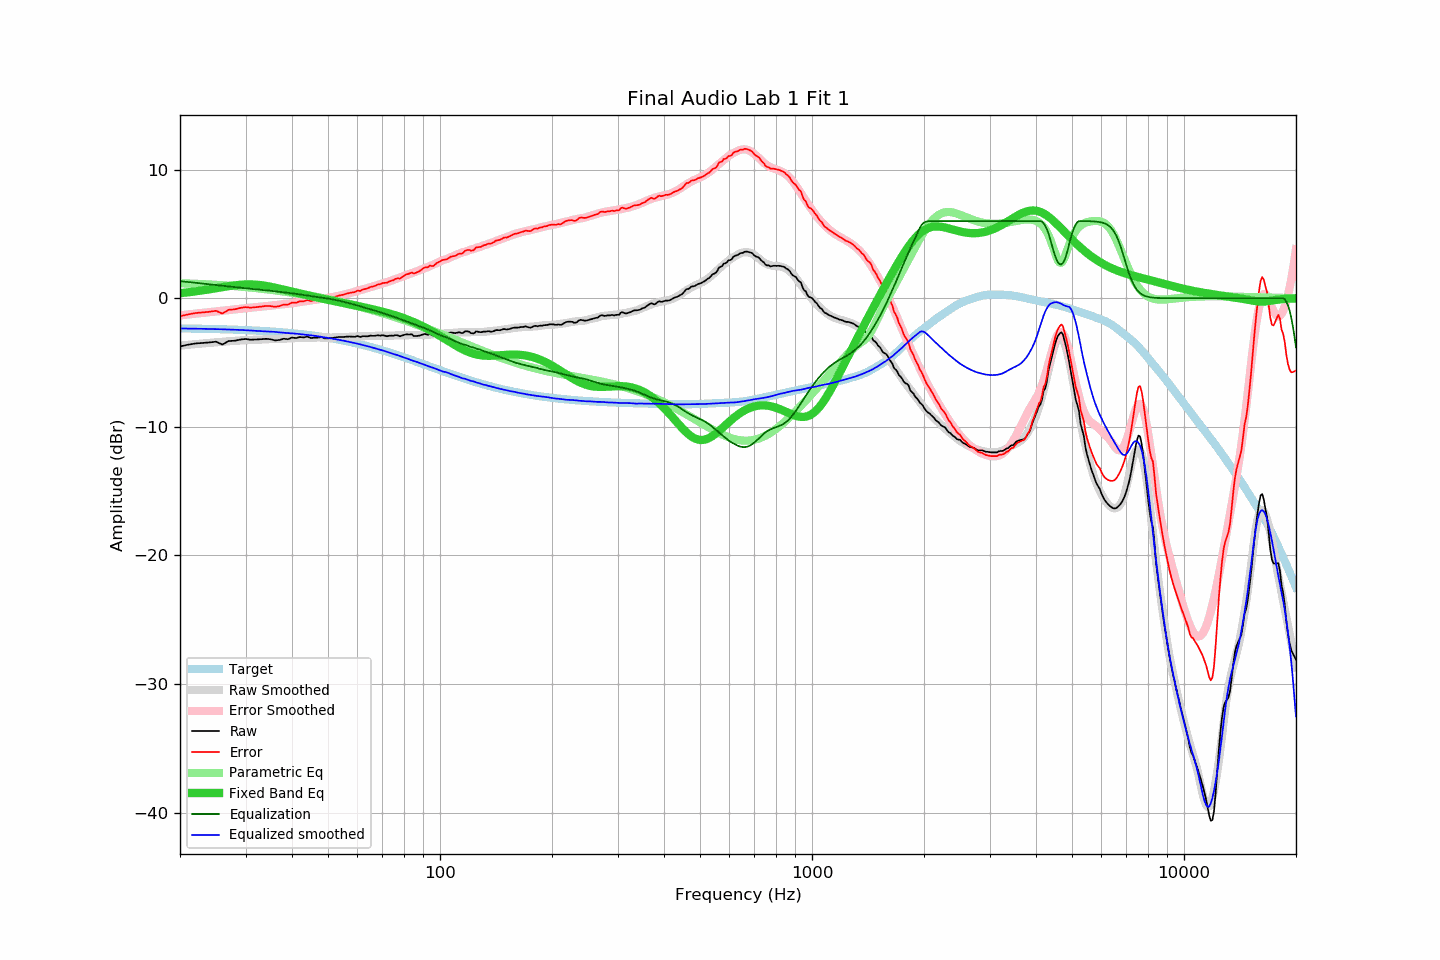 Final Audio Lab 1 Fit 1
Amplitude (dBr)
10
0
−10
−20
−30
−40
Target
Raw Smoothed
Error Smoothed
Raw
Error
Parametric Eq
Fixed Band Eq
Equalization
Equalized smoothed
100
1000
10000
Frequency (Hz)